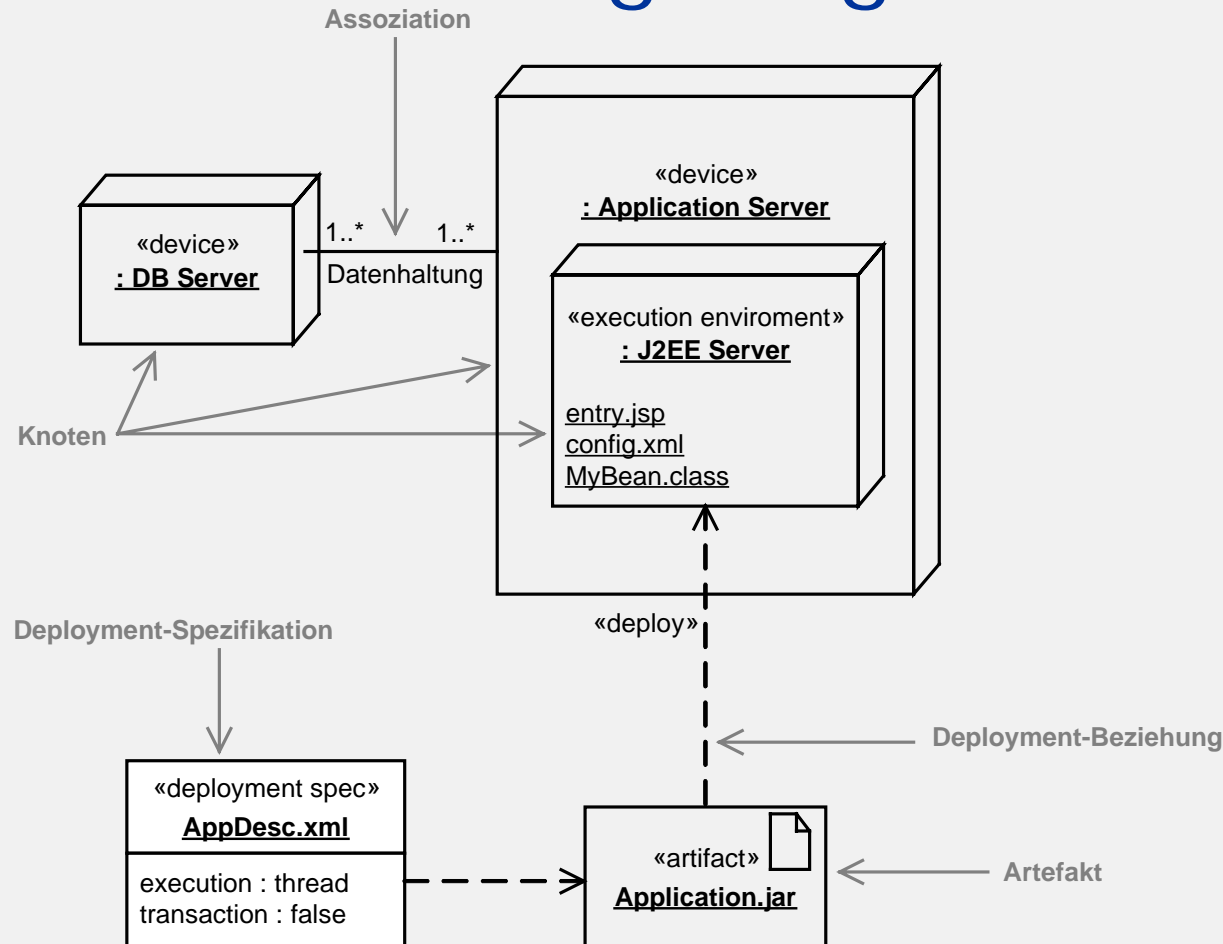 Assoziation
«device»
: Application Server
«device»
: DB Server
1..* 1..*
Datenhaltung
«execution enviroment»
: J2EE Server
entry.jsp
config.xml
MyBean.class
Knoten
«deploy»
Deployment-Spezifikation
Deployment-Beziehung
«deployment spec»
AppDesc.xml
execution : thread
transaction : false
«artifact»
Application.jar
Artefakt